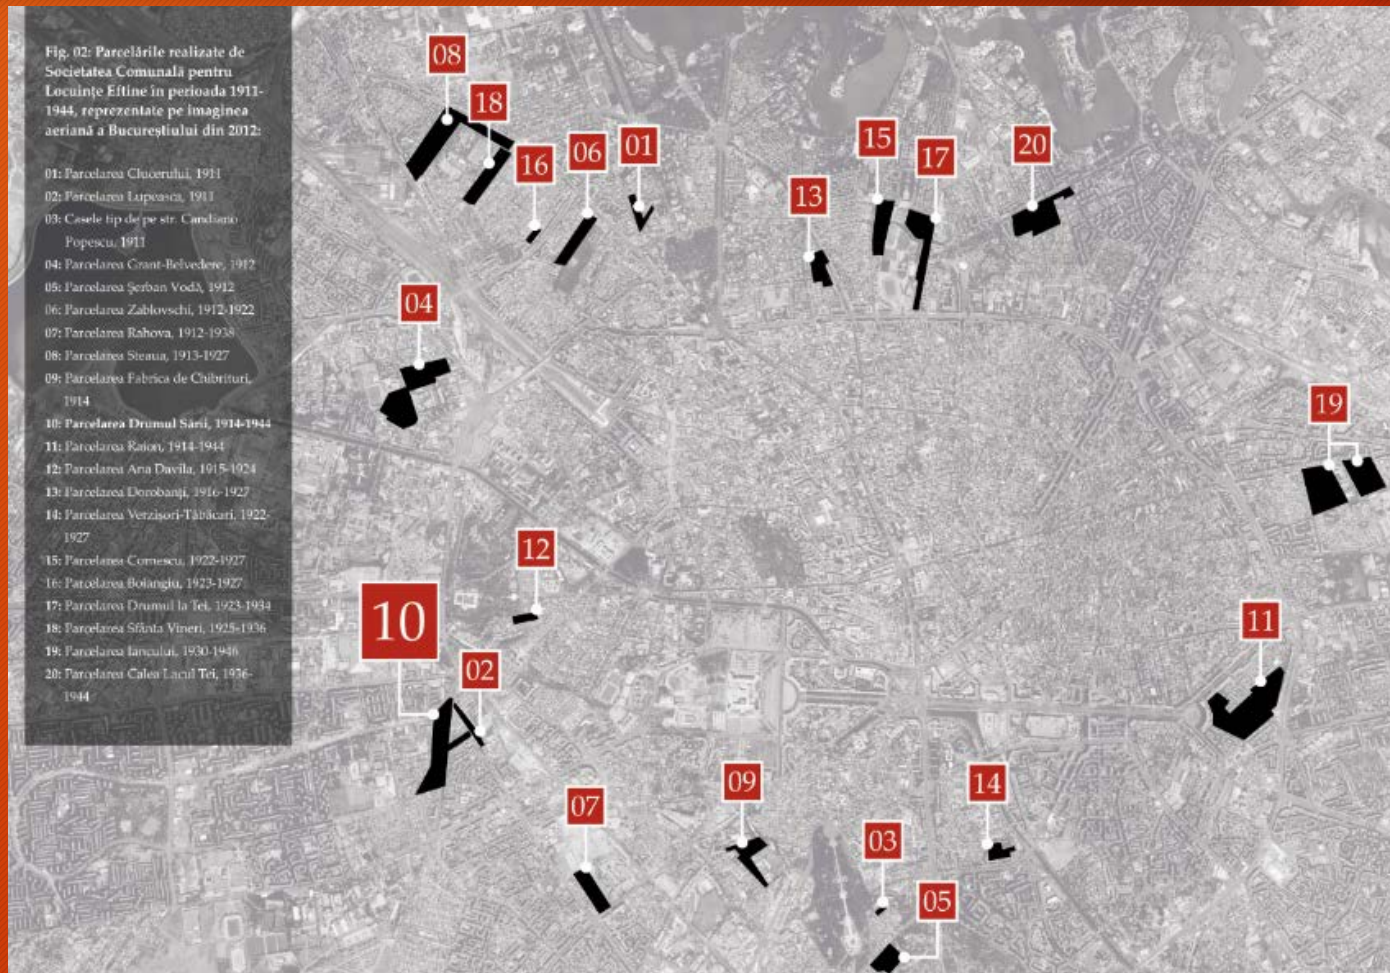 Fig. 02: Parcelările realizate de
Societatea Comunală pentru
Locuințe Eftine în perioada 1911-
1944, reprezentate pe imaginea
aeriană a Bucureștiului din 2012:
01: Parcelarea Clucerului, 1911
02: Parcelarea Lupeasca, 1911
03: Casele tip de pe str. Candiano
Popescu, 1911
04: Parcelarea Grant-Belvedere, 1912
05: Parcelarea Șerban Vodă, 1912
06: Parcelarea Zablovschi, 1912-1922
07: Parcelarea Rahova, 1912-1938
08: Parcelarea Steaua, 1913-1927
09: Parcelarea Fabrica de Chibrituri,
1914
10: Parcelarea Drumul Sării, 1914-1944
11: Parcelarea Raion, 1914-1944
12: Parcelarea Ana Davila, 1915-1924
13: Parcelarea Dorobanți, 1916-1927
14: Parcelarea Verzișori-Tăbăcari, 1922-
1927
15: Parcelarea Cornescu, 1922-1927
16: Parcelarea Boiangiu, 1923-1927
17: Parcelarea Drumul la Tei, 1923-1934
18: Parcelarea Sfânta Vineri, 1925-1936
19: Parcelarea Iancului, 1930-1946
20: Parcelarea Calea Lacul Tei, 1936-
1944
08
18
16
06
01
15
17
20
13
04
19
12
10
02
11
07
09
03
14
05